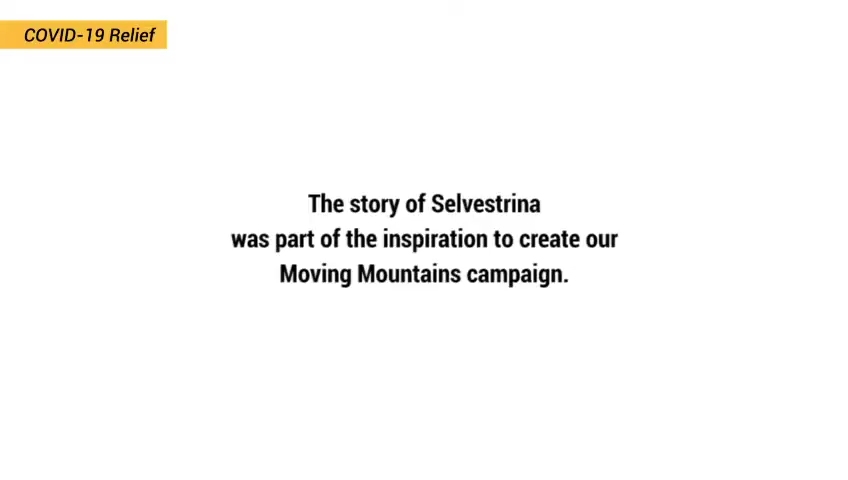 COVID-19 Relief
The story of Selvestrina
was part of the inspiration to create our
Moving Mountains campaign.